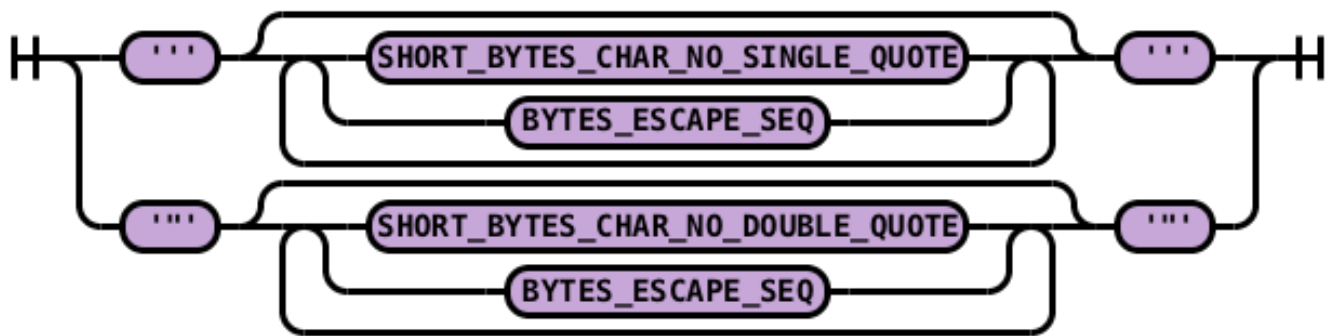 ''' SHORT_BYTES_CHAR_NO_SINGLE_QUOTE '''
BYTES_ESCAPE_SEQ
'"' SHORT_BYTES_CHAR_NO_DOUBLE_QUOTE '"'
BYTES_ESCAPE_SEQ